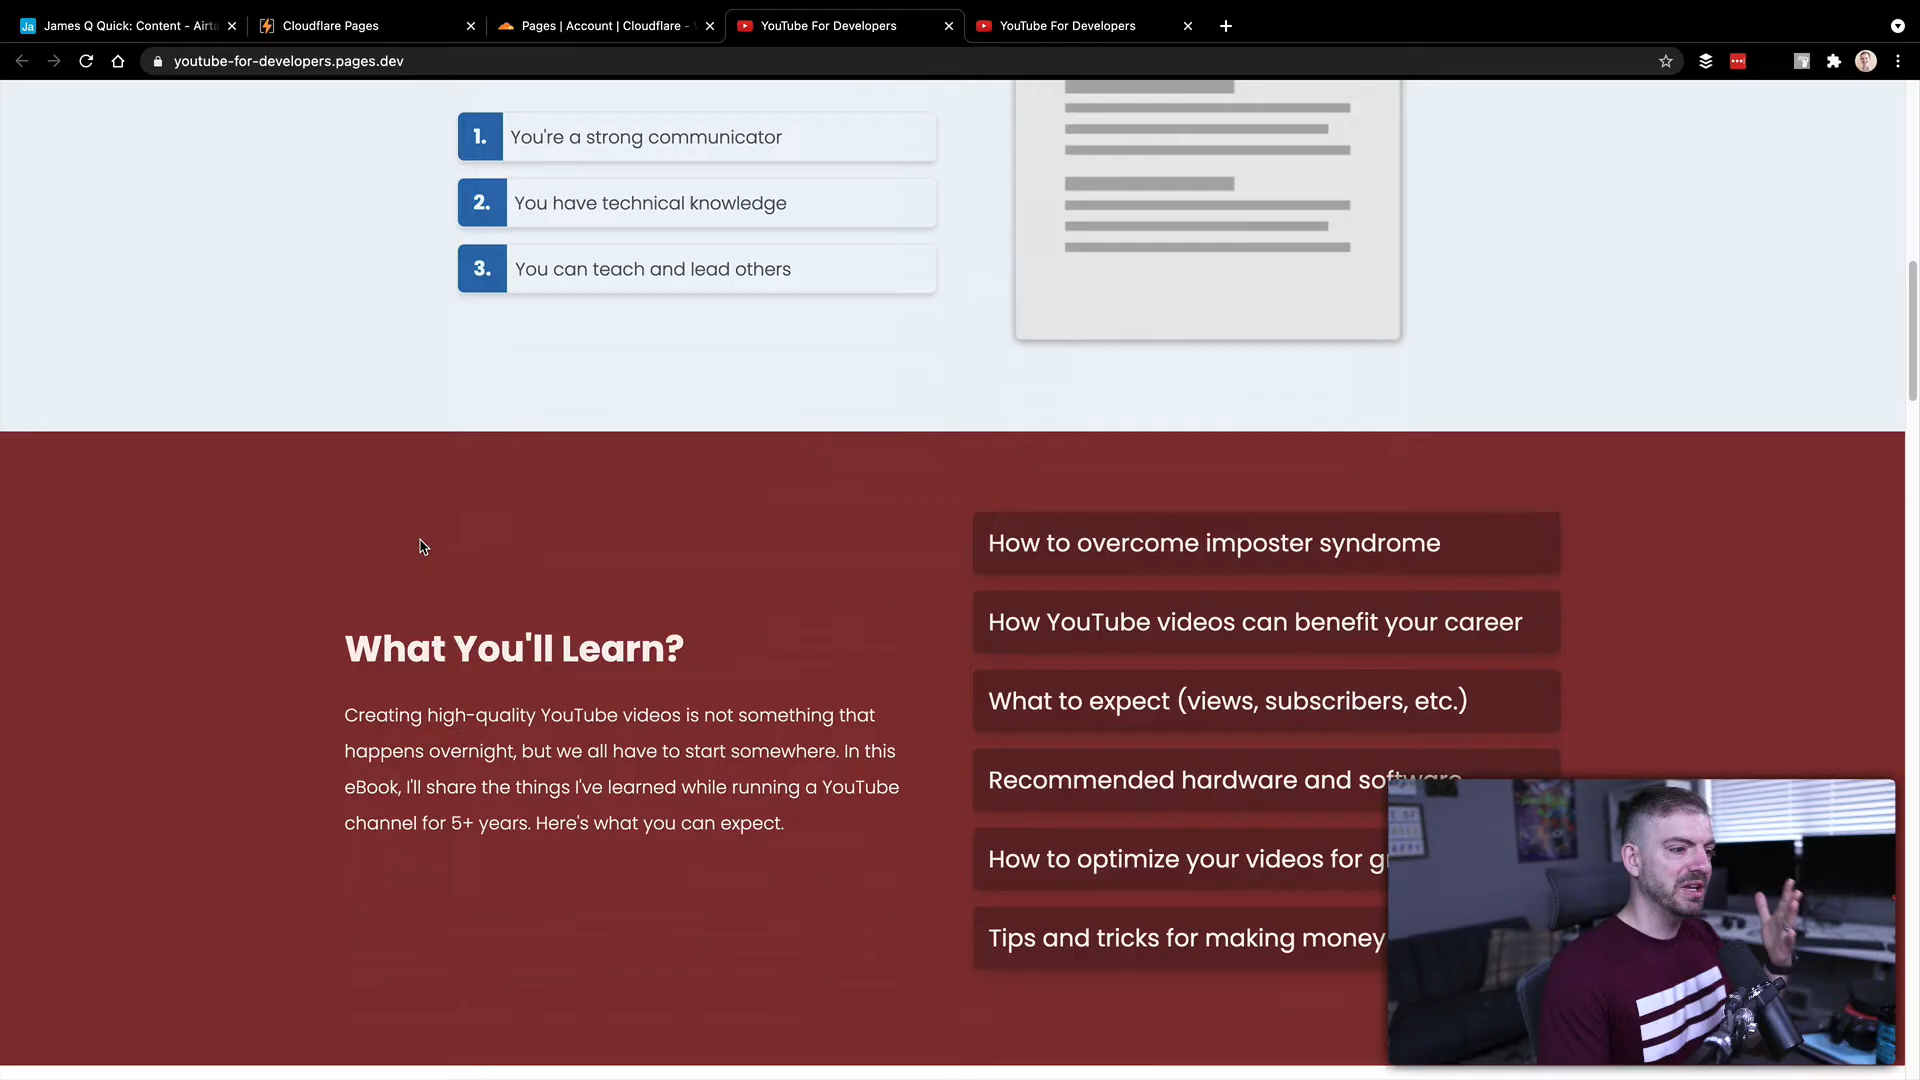 James Q Quick: Content - Airta
Cloudflare Pages
Pages | Account | Cloudflare -
YouTube For Developers
YouTube For Developers
youtube-for-developers.pages.dev
1. You're a strong communicator
2. You have technical knowledge
3. You can teach and lead others
What You'll Learn?
Creating high-quality YouTube videos is not something that
happens overnight, but we all have to start somewhere. In this
eBook, I'll share the things I've learned while running a YouTube
channel for 5+ years. Here's what you can expect.
How to overcome imposter syndrome
How YouTube videos can benefit your career
What to expect (views, subscribers, etc.)
Recommended hardware and software
How to optimize your videos for
Tips and tricks for making money